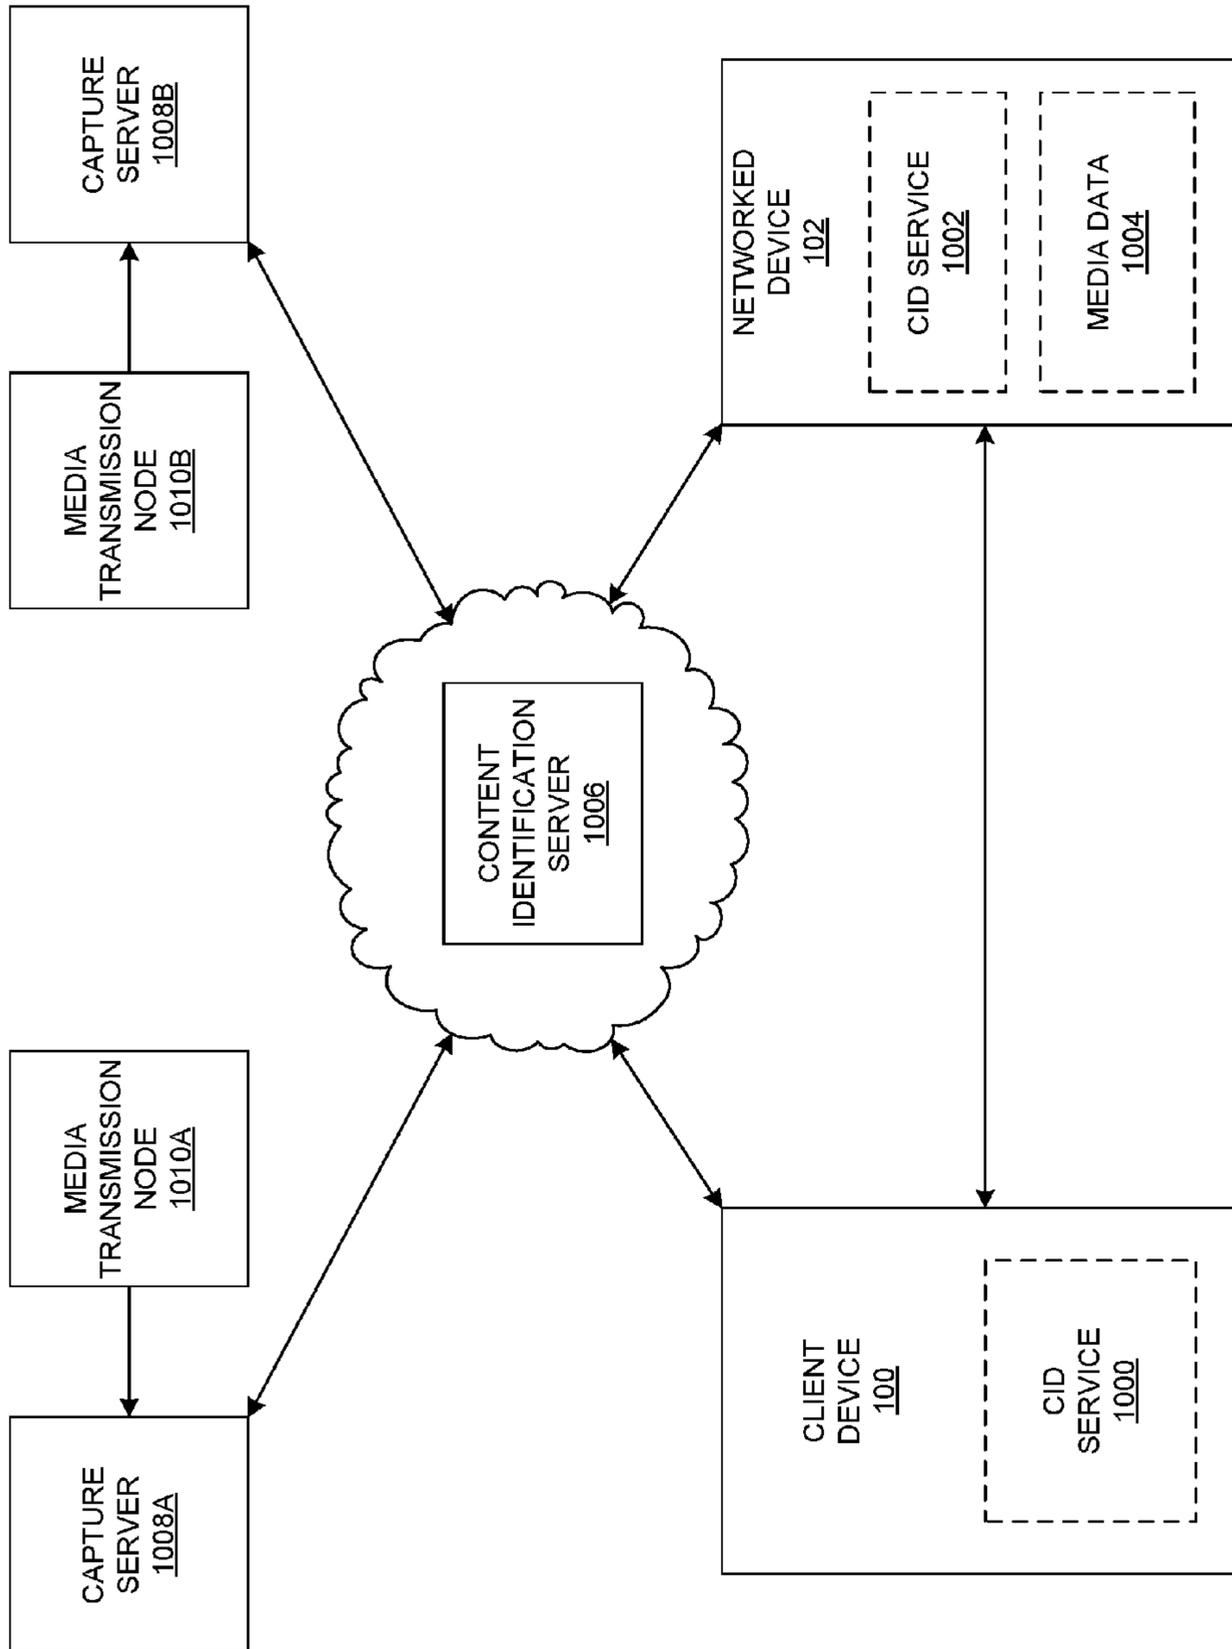 CAPTURE
SERVER
1008A
MEDIA
TRANSMISSION
NODE
1010A
MEDIA
TRANSMISSION
NODE
1010B
CAPTURE
SERVER
1008B
CONTENT
IDENTIFICATION
SERVER
1006
CLIENT
DEVICE
100
CID
SERVICE
1000
NETWORKED
DEVICE
102
CID SERVICE
1002
MEDIA DATA
1004